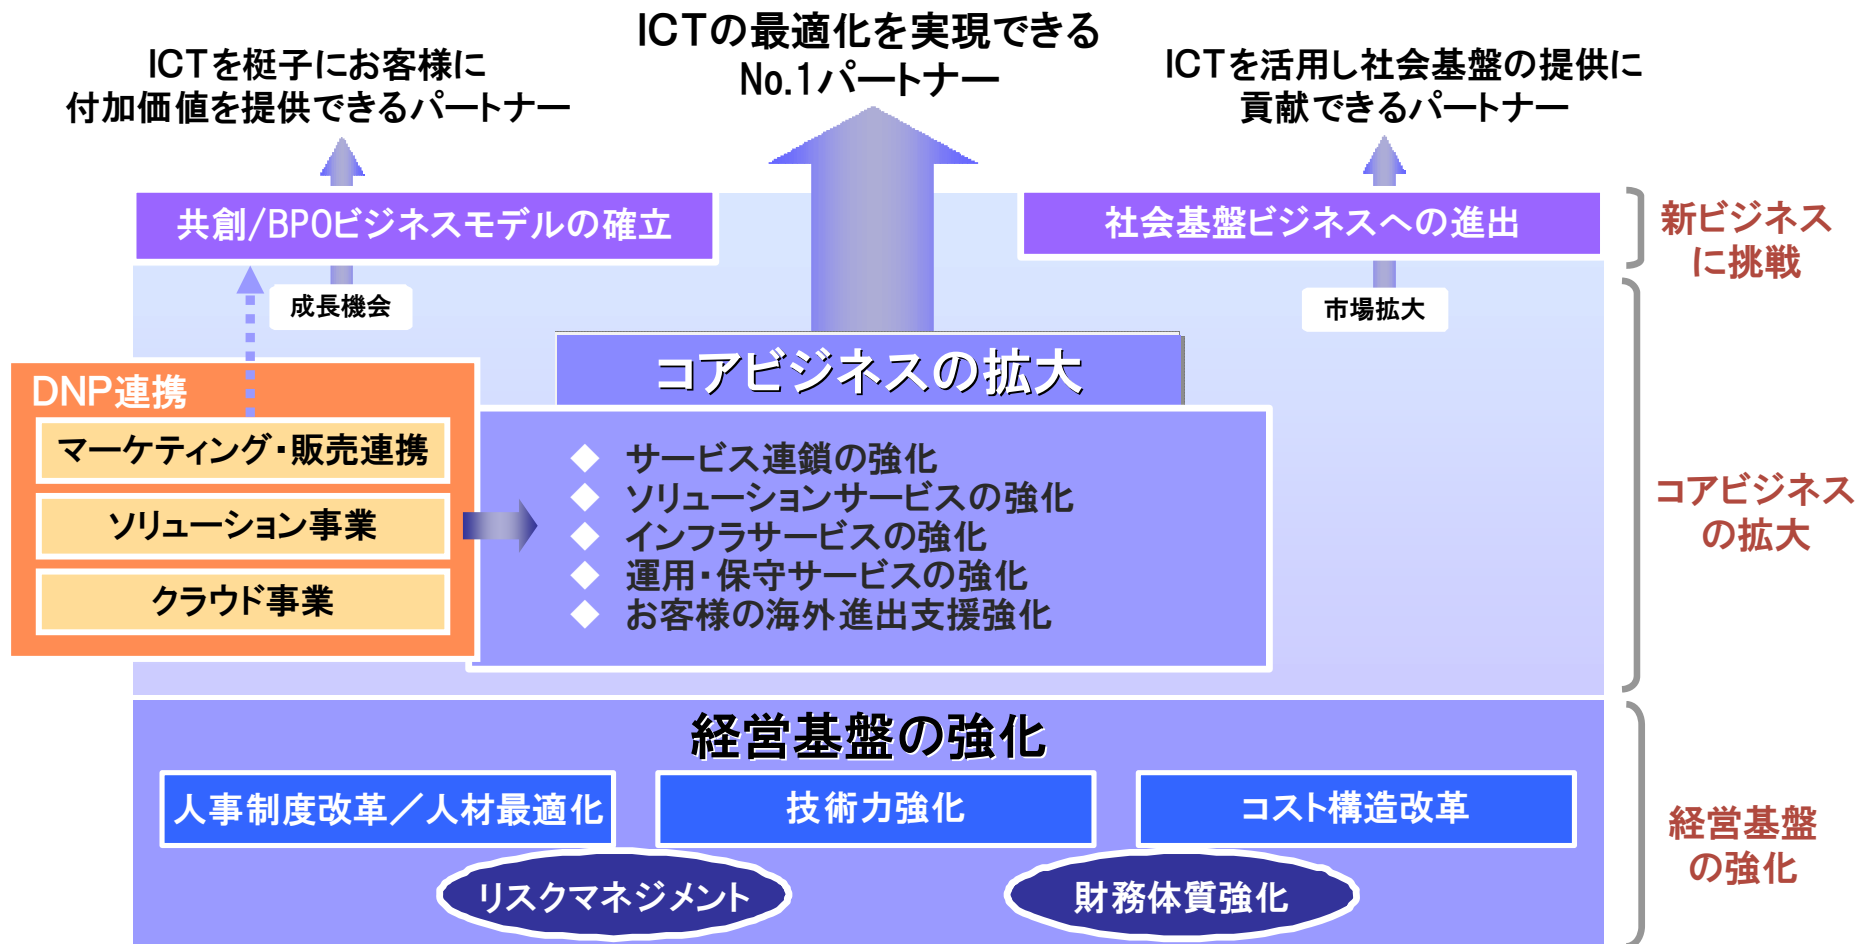 ICTの最適化を実現できる
No.1パートナー
ICTを梃子にお客様に
付加価値を提供できるパートナー
ICTを活用し社会基盤の提供に
貢献できるパートナー
共創/BPOビジネスモデルの確立
社会基盤ビジネスへの進出
新ビジネス
に挑戦
成長機会
市場拡大
コアビジネスの拡大
DNP連携
マーケティング・販売連携
ソリューション事業
クラウド事業
◆ サービス連鎖の強化
◆ ソリューションサービスの強化
◆ インフラサービスの強化
◆ 運用・保守サービスの強化
◆ お客様の海外進出支援強化
コアビジネス
の拡大
経営基盤の強化
人事制度改革／人材最適化
技術力強化
コスト構造改革
リスクマネジメント
財務体質強化
経営基盤
の強化